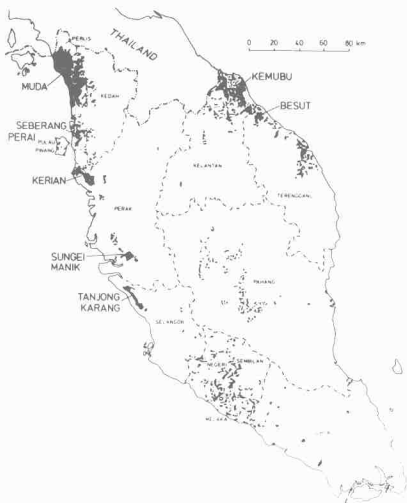 PERLIS
THAILAND
0 20 40 60 80 km
MUDA
KEDAH
KEMUBU
BESUT
SEBERANG
PERAI
PULAU
PINANG
KERIAN
KELANTAN
TERENGGANU
PERAK
SUNGEI
MANIK
PAHANG
TANJONG
KARANG
SELANGOR
NEGERI SEMBILAN
MELAKA